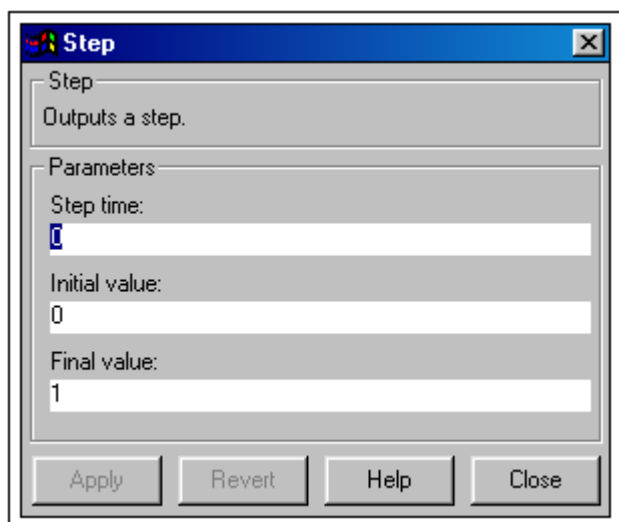 Step
Step
Outputs a step.
Parameters
Step time:
0
Initial value:
0
Final value:
1
Apply Revert Help Close